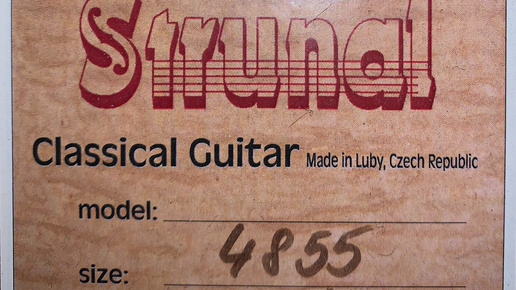 Strunal
Classical Guitar Made in Luby, Czech Republic
model:
4855
size: